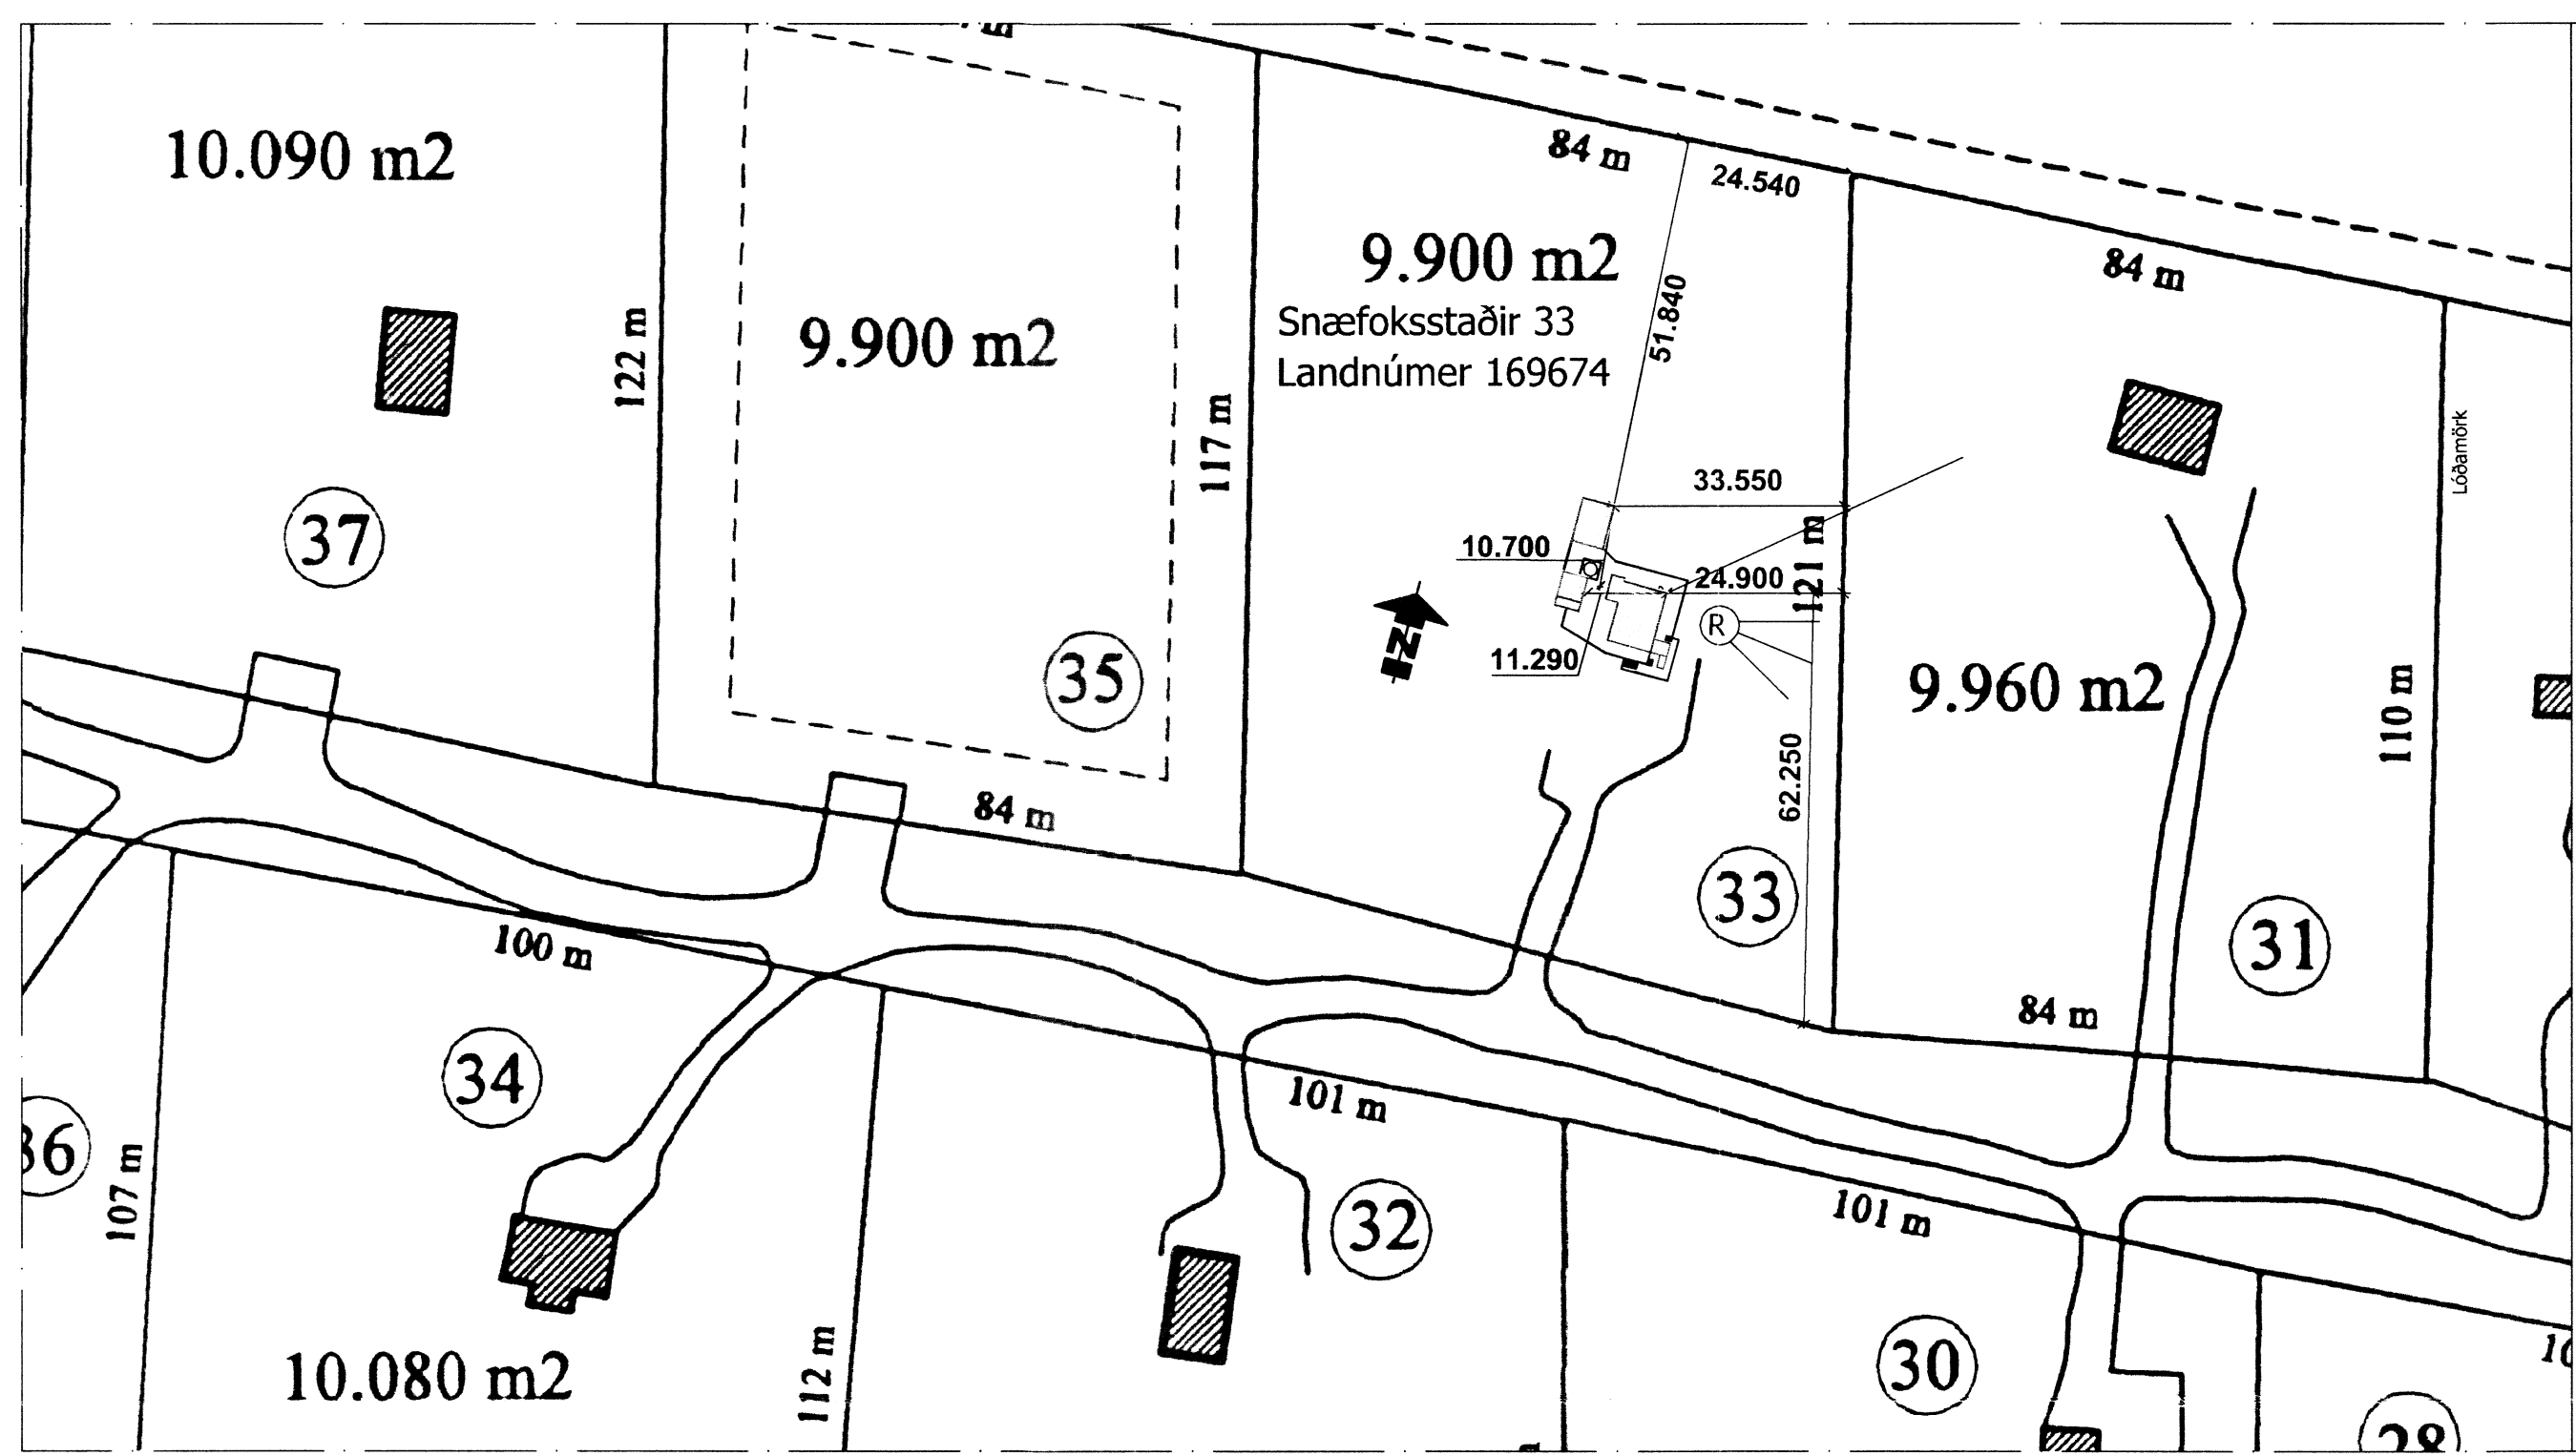 84 m
24.540
10.090 m2
9.900 m2
84 m
51.840
Snæfoksstaðir 33
9.900 m2
122 m
Landnúmer 169674
117 m
Lóðamörk
33.550
37
10.700
121 m
24.900
N
R
11.290
35
9.960 m2
110 m
62.250
84 m
33
100 m
31
84 m
34
101 m
36
107 m
32
101 m
30
10.080 m2
112 m
28